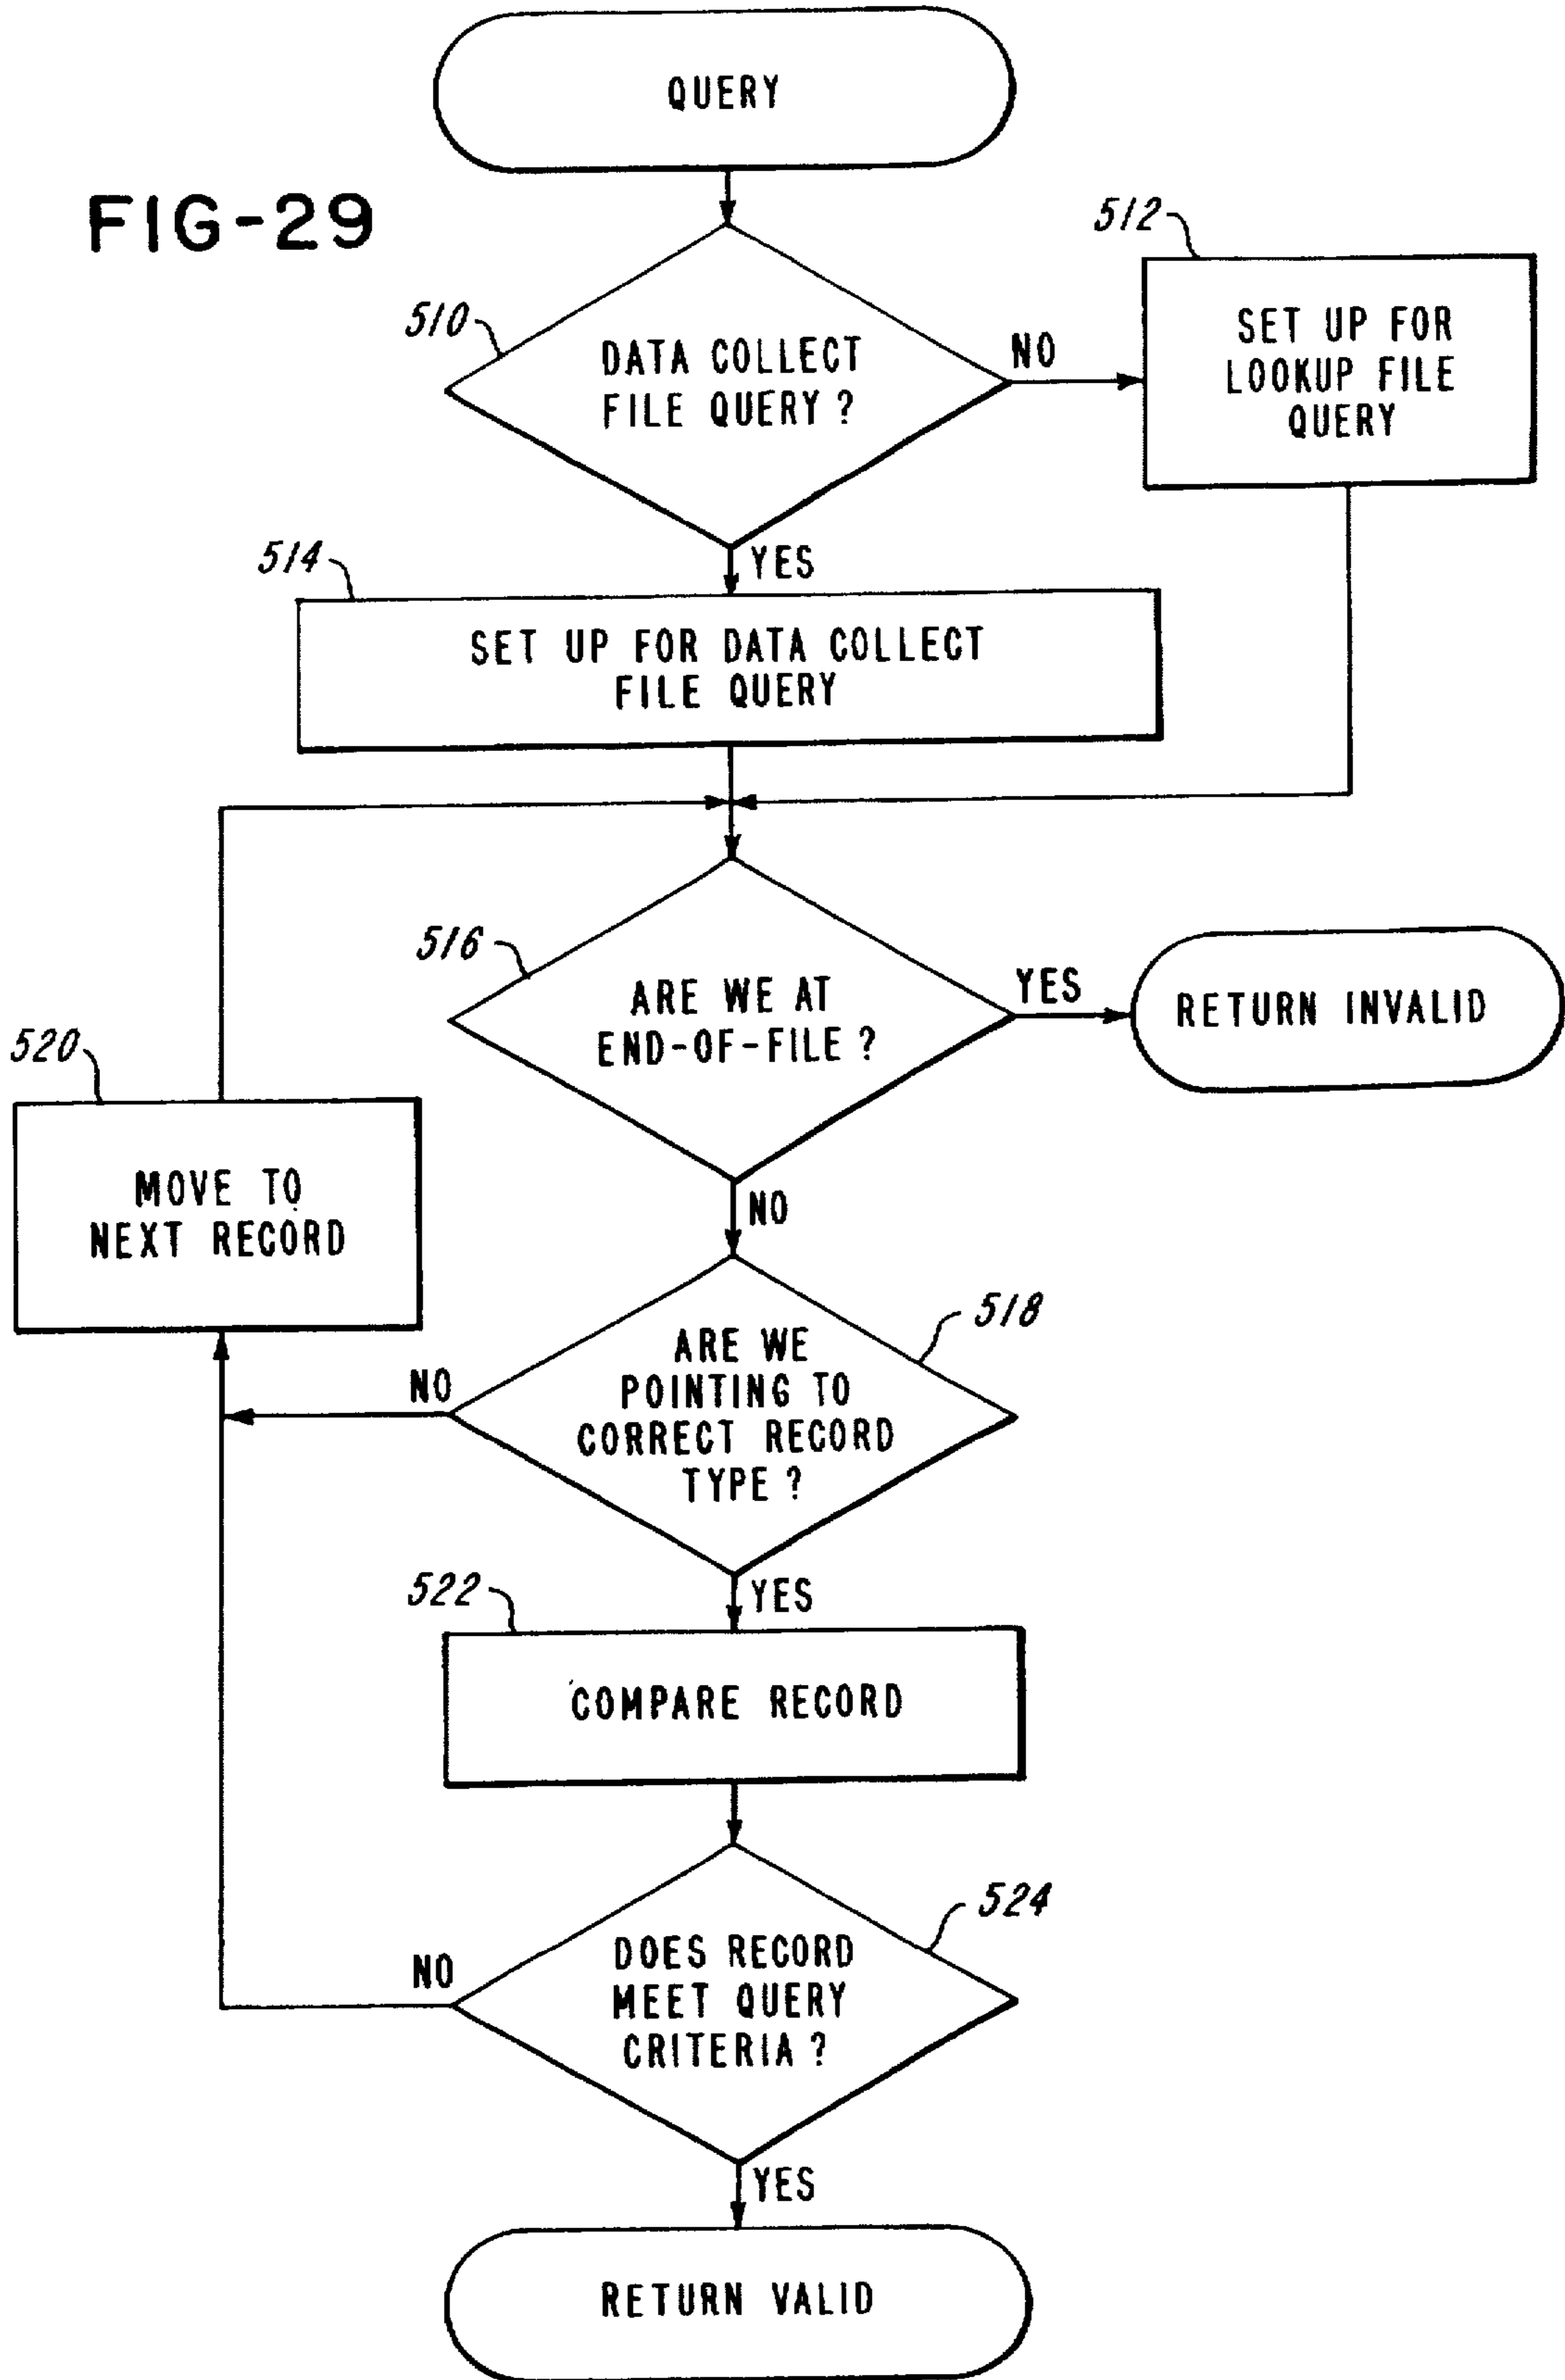 QUERY
FIG-29
512
510
DATA COLLECT
FILE QUERY ?
NO
SET UP FOR
LOOKUP FILE
QUERY
YES
514
SET UP FOR DATA COLLECT
FILE QUERY
516
ARE WE AT
END-OF-FILE ?
YES
RETURN INVALID
520
MOVE TO
NEXT RECORD
NO
518
ARE WE
POINTING TO
CORRECT RECORD
TYPE ?
NO
YES
522
COMPARE RECORD
524
DOES RECORD
MEET QUERY
CRITERIA ?
NO
YES
RETURN VALID